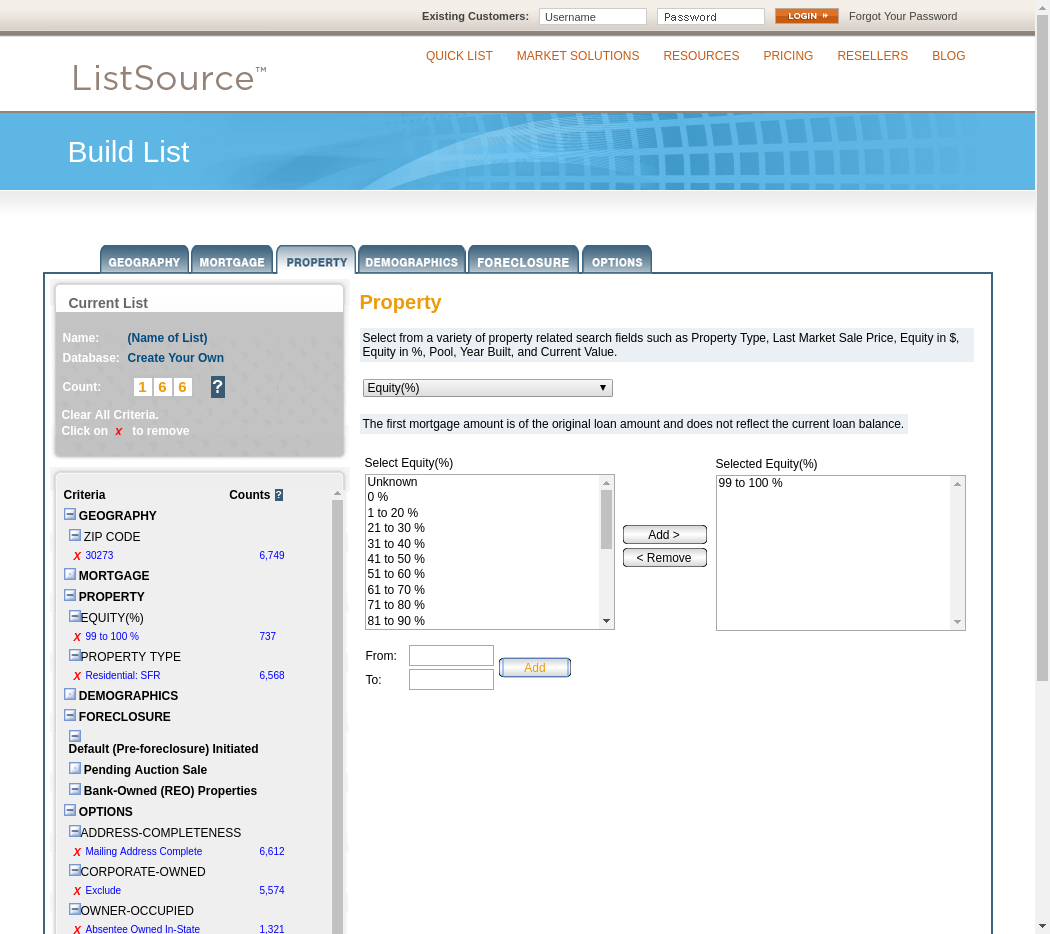 Existing Customers: Username Password LOGIN Forgot Your Password
QUICK LIST MARKET SOLUTIONS RESOURCES PRICING RESELLERS BLOG
ListSource™
Build List
GEOGRAPHY MORTGAGE PROPERTY DEMOGRAPHICS FORECLOSURE OPTIONS
Current List
Name: (Name of List)
Database: Create Your Own
Count: 1 6 6 ?
Clear All Criteria.
Click on x to remove
Criteria Counts ?
GEOGRAPHY
ZIP CODE
X 30273 6,749
MORTGAGE
PROPERTY
EQUITY(%)
X 99 to 100 % 737
PROPERTY TYPE
X Residential: SFR 6,568
DEMOGRAPHICS
FORECLOSURE
Default (Pre-foreclosure) Initiated
Pending Auction Sale
Bank-Owned (REO) Properties
OPTIONS
ADDRESS-COMPLETENESS
X Mailing Address Complete 6,612
CORPORATE-OWNED
X Exclude 5,574
OWNER-OCCUPIED
X Absentee Owned In-State 1,321
Property
Select from a variety of property related search fields such as Property Type, Last Market Sale Price, Equity in $,
Equity in %, Pool, Year Built, and Current Value.
Equity(%)
The first mortgage amount is of the original loan amount and does not reflect the current loan balance.
Select Equity(%)
Unknown
0 %
1 to 20 %
21 to 30 %
31 to 40 %
41 to 50 %
51 to 60 %
61 to 70 %
71 to 80 %
81 to 90 %
Add >
< Remove
Selected Equity(%)
99 to 100 %
From:
To:
Add